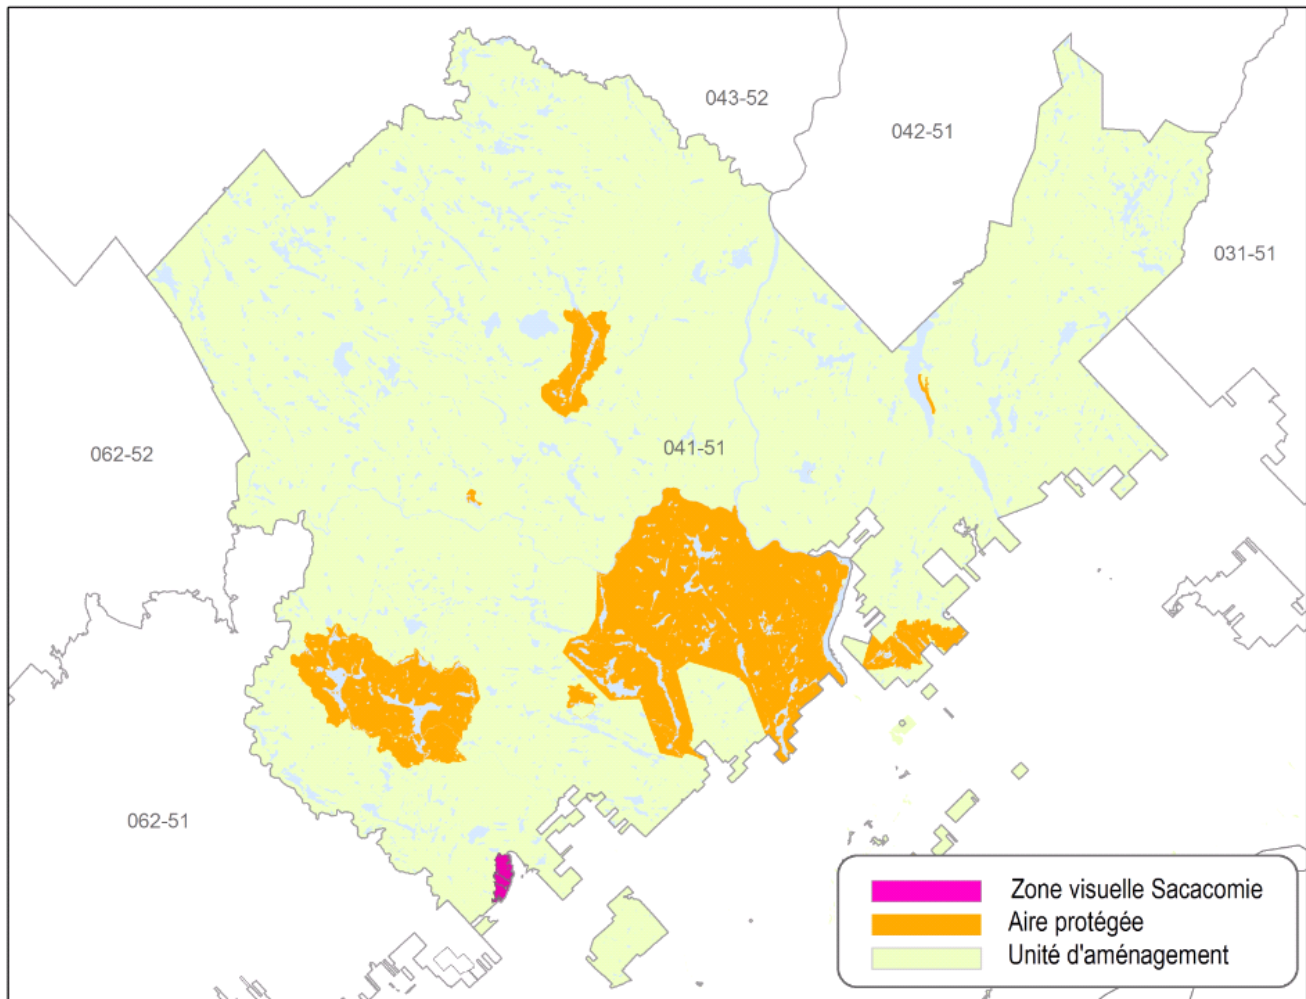 043-52
042-51
031-51
062-52
041-51
062-51
Zone visuelle Sacacomie
Aire protégée
Unité d'aménagement